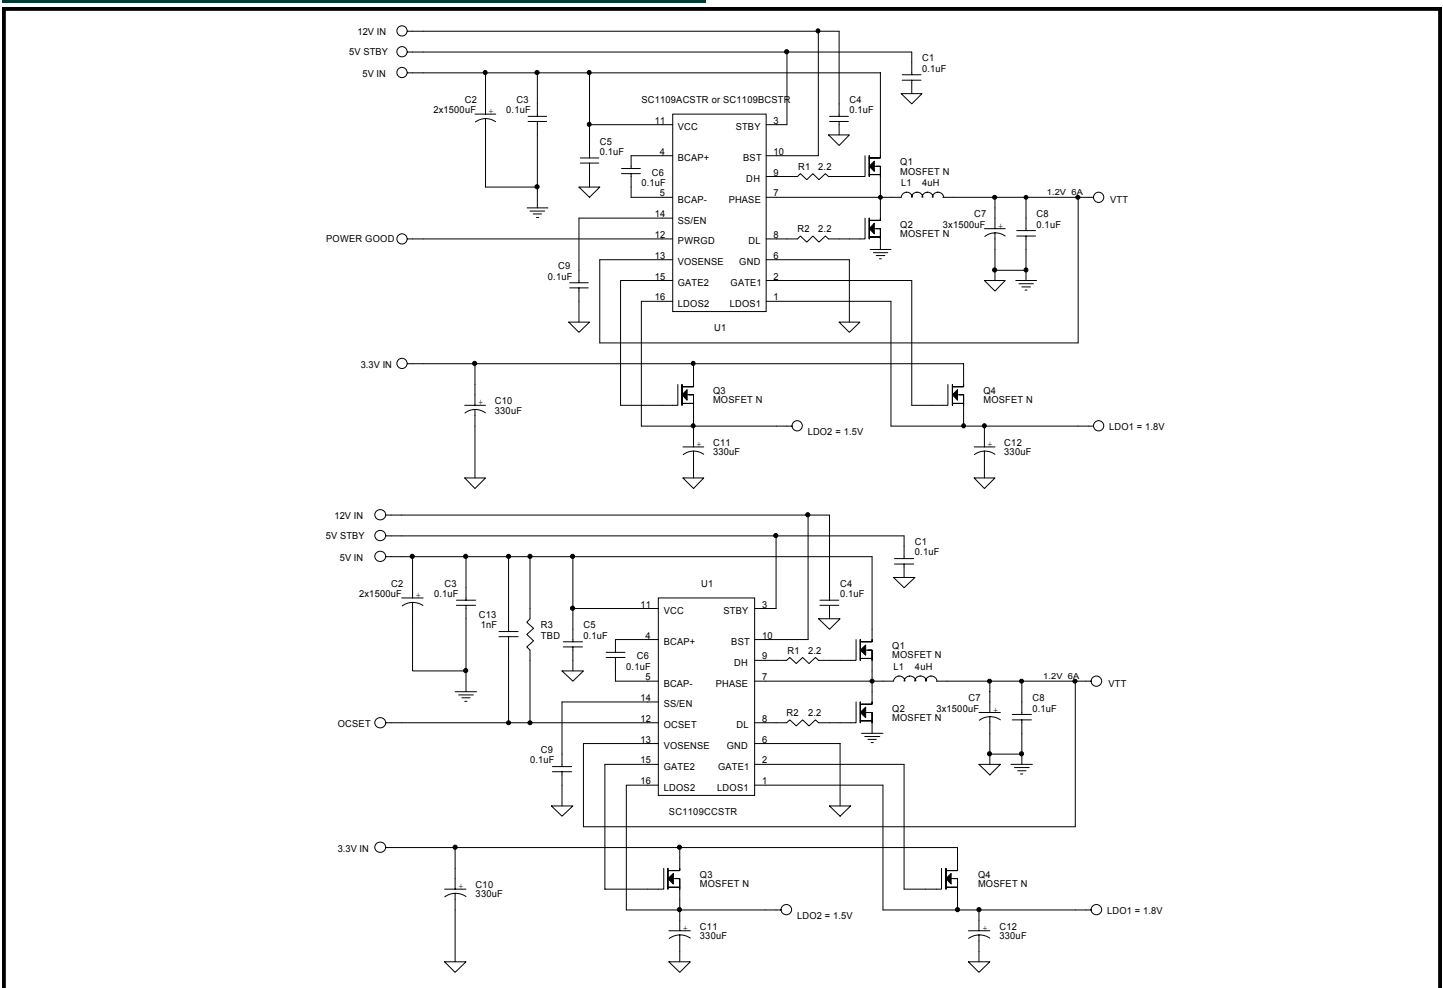 12V IN
5V STBY
C1
0.1uF
5V IN
C2
2x1500uF
+
C3
0.1uF
SC1109ACSTR or SC1109BCSTR
C4
0.1uF
11 VCC STBY 3
C5
0.1uF
4 BCAP+ BST 10
C6
0.1uF
DH 9
R1 2.2
Q1
MOSFET N
L1 4uH
5 BCAP- PHASE 7
1.2V 6A
VTT
14 SS/EN
R2 2.2
Q2
MOSFET N
C7
3x1500uF
+
C8
0.1uF
POWER GOOD
12 PWRGD DL 8
13 VOSENSE GND 6
C9
0.1uF
15 GATE2 GATE1 2
16 LDOS2 LDOS1 1
U1
3.3V IN
C10
330uF
+
Q3
MOSFET N
Q4
MOSFET N
LDO2 = 1.5V
LDO1 = 1.8V
C11
330uF
+
C12
330uF
+
12V IN
5V STBY
C1
0.1uF
5V IN
C2
2x1500uF
+
C3
0.1uF
C13
1nF
R3
TBD
C5
0.1uF
U1
C4
0.1uF
11 VCC STBY 3
4 BCAP+ BST 10
C6
0.1uF
DH 9
R1 2.2
Q1
MOSFET N
L1 4uH
5 BCAP- PHASE 7
1.2V 6A
VTT
14 SS/EN
R2 2.2
Q2
MOSFET N
C7
3x1500uF
+
C8
0.1uF
OCSET
12 OCSET DL 8
13 VOSENSE GND 6
C9
0.1uF
15 GATE2 GATE1 2
16 LDOS2 LDOS1 1
SC1109CCSTR
3.3V IN
C10
330uF
+
Q3
MOSFET N
Q4
MOSFET N
LDO2 = 1.5V
LDO1 = 1.8V
C11
330uF
+
C12
330uF
+